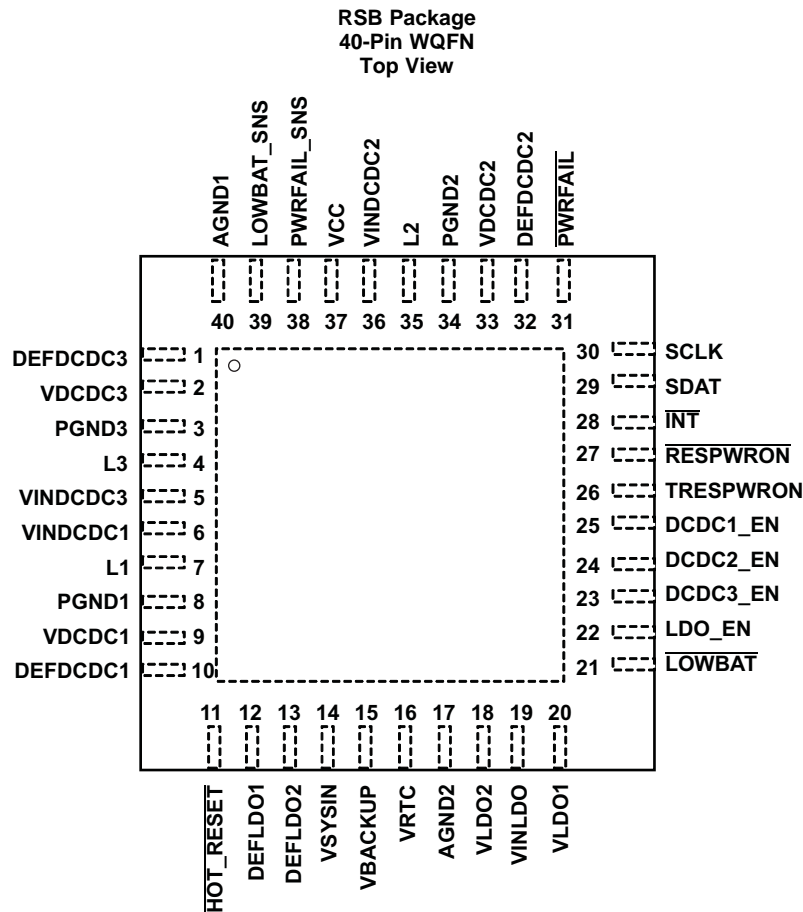 RSB Package
40-Pin WQFN
Top View
AGND1
LOWBAT_SNS
PWRFAIL_SNS
VCC
VINDCDC2
L2
PGND2
VDCDC2
DEFDCDC2
PWRFAIL
40 39 38 37 36 35 34 33 32 31
DEFDCDC3 1
VDCDC3 2
PGND3 3
L3 4
VINDCDC3 5
VINDCDC1 6
L1 7
PGND1 8
VDCDC1 9
DEFDCDC1 10
30 SCLK
29 SDAT
28 INT
27 RESPWRON
26 TRESPWRON
25 DCDC1_EN
24 DCDC2_EN
23 DCDC3_EN
22 LDO_EN
21 LOWBAT
11 12 13 14 15 16 17 18 19 20
HOT_RESET
DEFLDO1
DEFLDO2
VSYSIN
VBACKUP
VRTC
AGND2
VLDO2
VINLDO
VLDO1